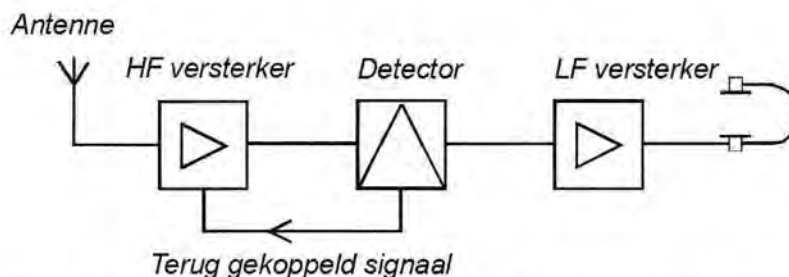 Antenne
HF versterker
Detector
LF versterker
Terug gekoppeld signaal